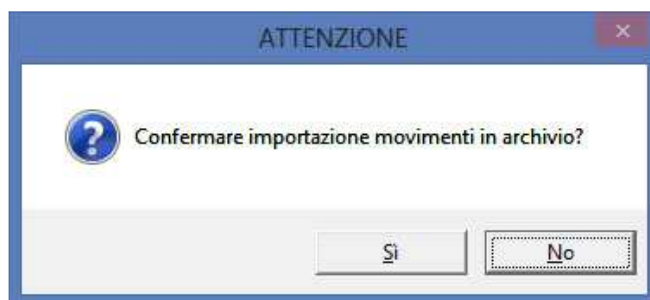 ATTENZIONE
Confermare importazione movimenti in archivio?
Sì
No